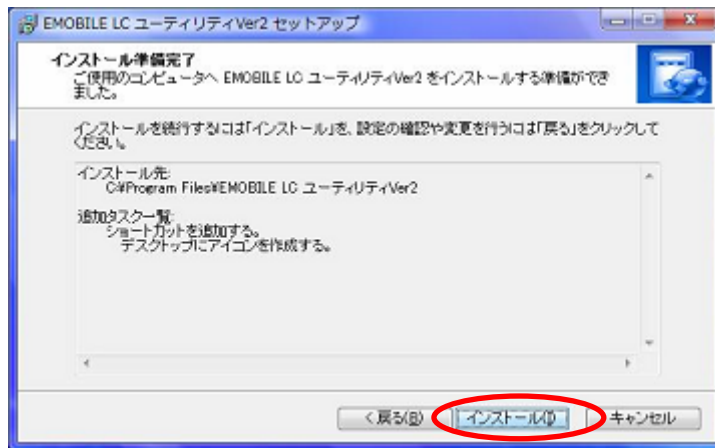 EMOBILE LC ユーティリティVer2 セットアップ
インストール準備完了
ご使用のコンピュータへ EMOBILE LC ユーティリティVer2 をインストールする準備ができ
ました。
インストールを続行するには「インストール」を、設定の確認や変更を行うには「戻る」をクリックして
ください。
インストール先:
C:¥Program Files¥EMOBILE LC ユーティリティVer2
追加タスク一覧:
ショートカットを追加する。
デスクトップにアイコンを作成する。
< 戻る(B)
インストール(I)
キャンセル